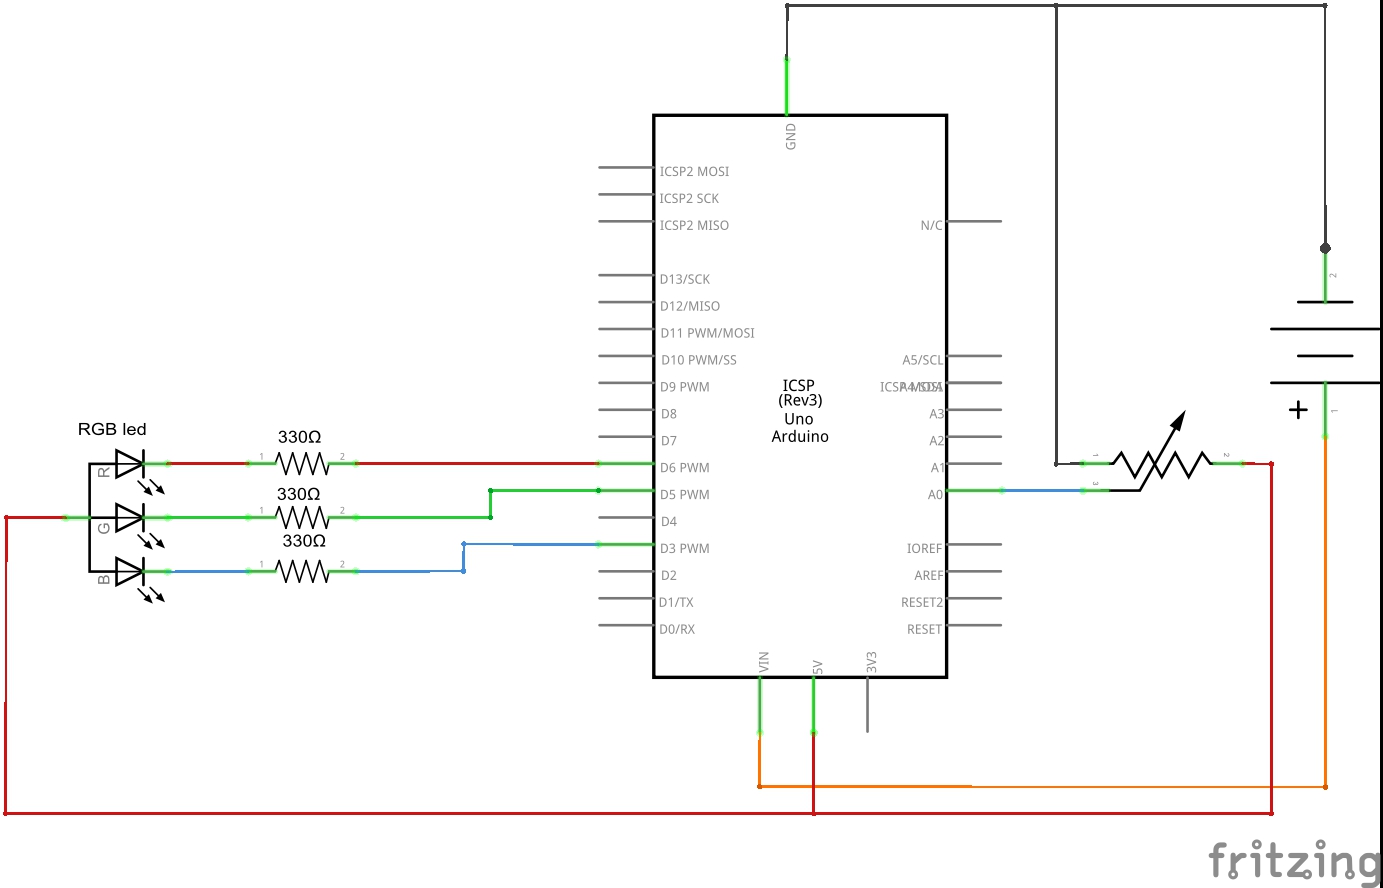 GND
ICSP2 MOSI
ICSP2 SCK
ICSP2 MISO
N/C
D13/SCK
D12/MISO
D11 PWM/MOSI
D10 PWM/SS
A5/SCL
D9 PWM
ICSP
(Rev3)
Uno
Arduino
D8
A3
D7
A2
D6 PWM
A1
D5 PWM
A0
D4
D3 PWM
IOREF
D2
AREF
D1/TX
RESET2
D0/RX
RESET
VIN
5V
3V3
RGB led
R
G
B
330Ω
1 2
330Ω
1 2
330Ω
1 2
1
2
3
2
+
1
fritzing